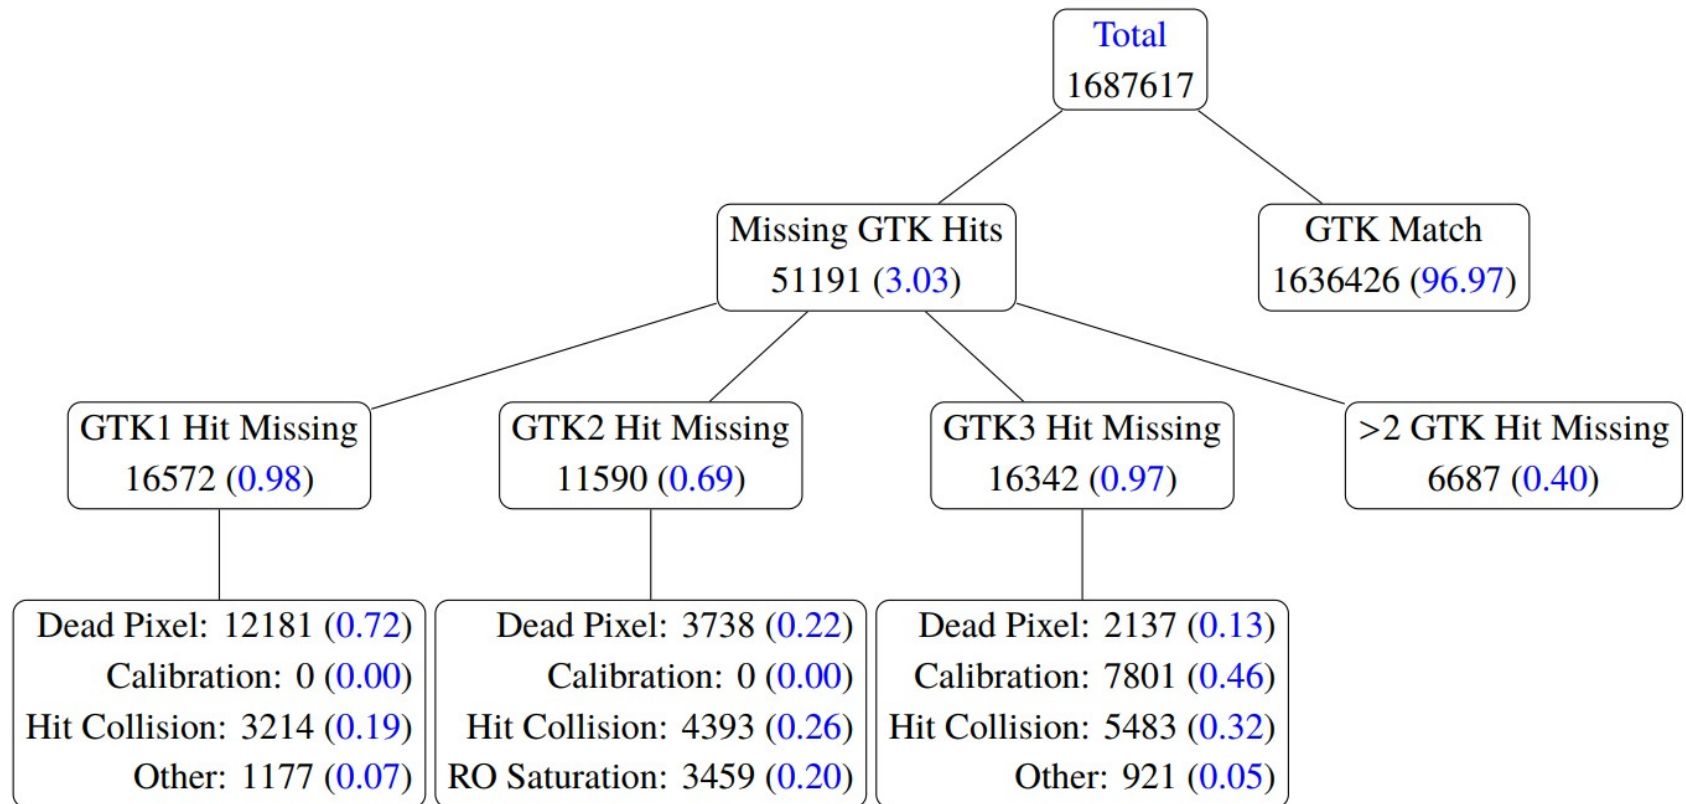 Total
1687617
Missing GTK Hits
51191 (3.03)
GTK Match
1636426 (96.97)
GTK1 Hit Missing
16572 (0.98)
GTK2 Hit Missing
11590 (0.69)
GTK3 Hit Missing
16342 (0.97)
>2 GTK Hit Missing
6687 (0.40)
Dead Pixel: 12181 (0.72)
Calibration: 0 (0.00)
Hit Collision: 3214 (0.19)
Other: 1177 (0.07)
Dead Pixel: 3738 (0.22)
Calibration: 0 (0.00)
Hit Collision: 4393 (0.26)
RO Saturation: 3459 (0.20)
Dead Pixel: 2137 (0.13)
Calibration: 7801 (0.46)
Hit Collision: 5483 (0.32)
Other: 921 (0.05)